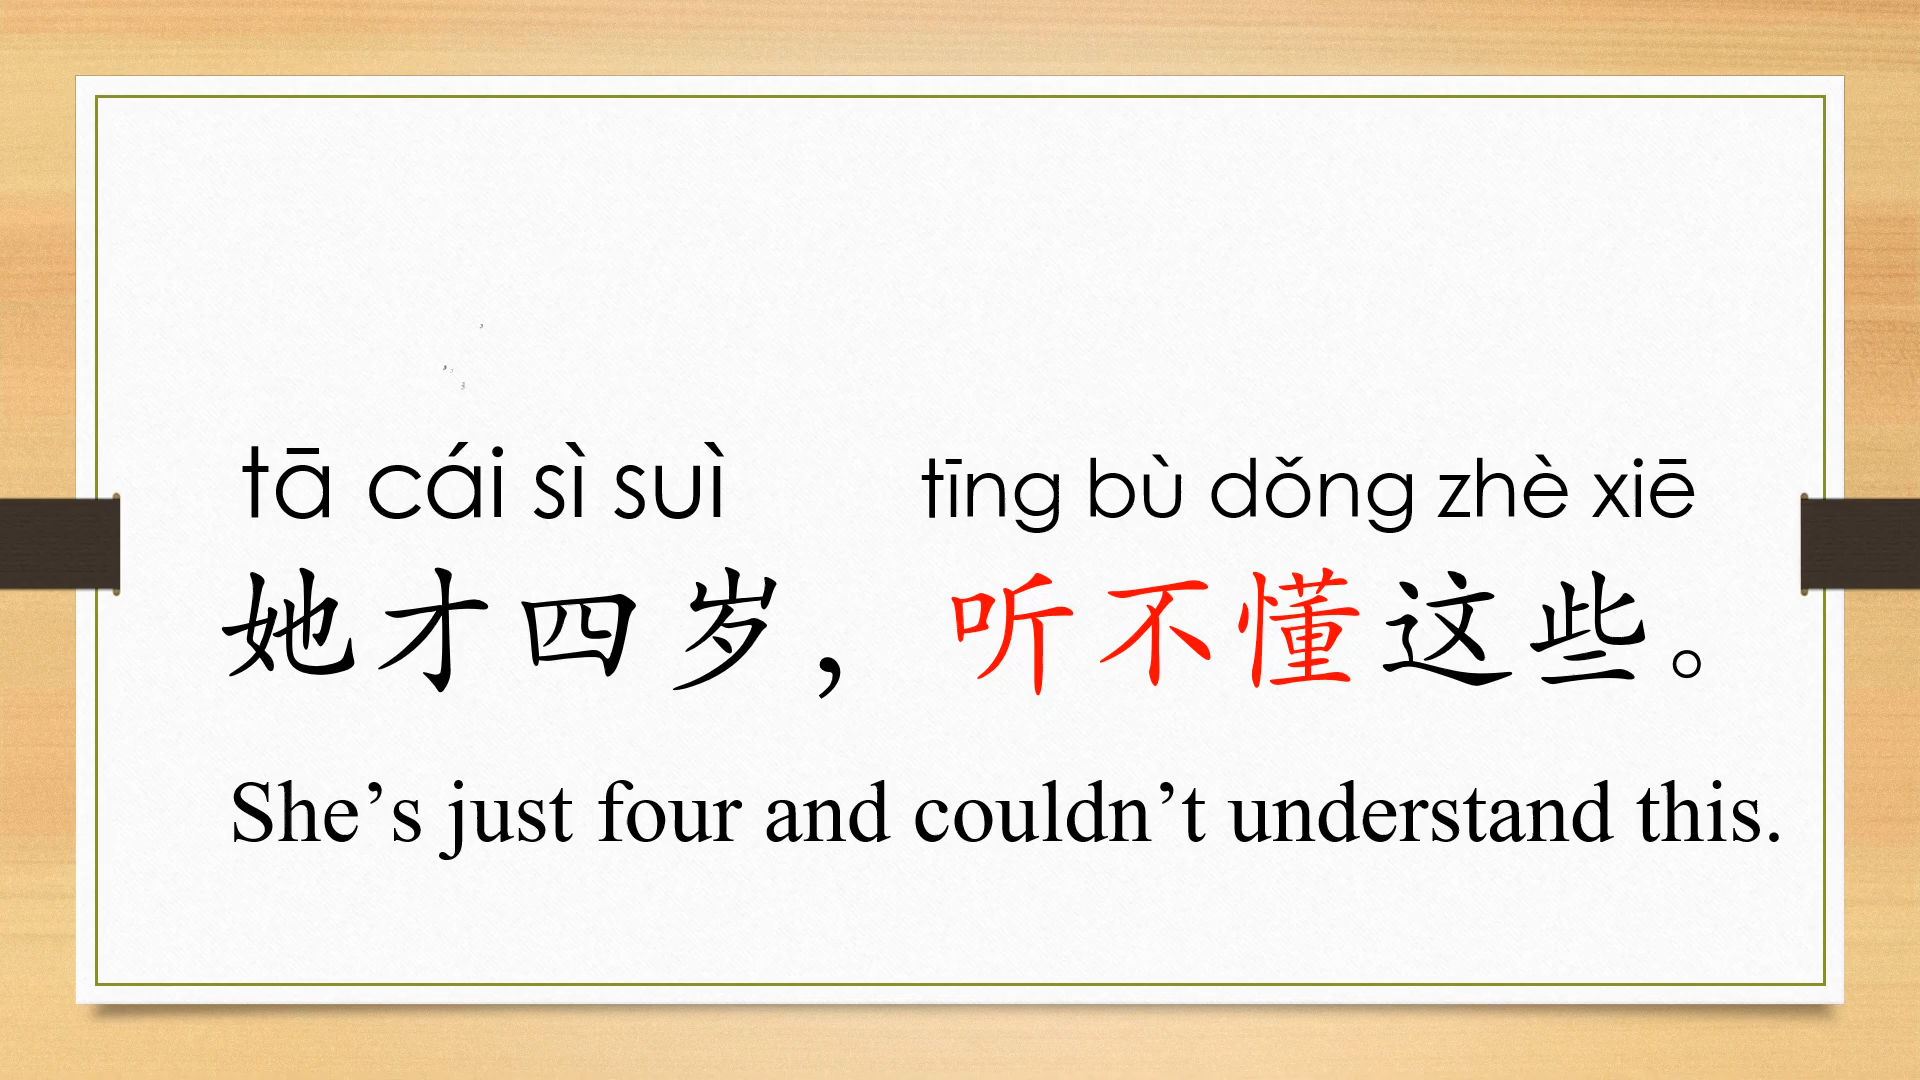 tā cái sì suì tīng bù dǒng zhè xiē
她才四岁，听不懂这些。
She’s just four and couldn’t understand this.